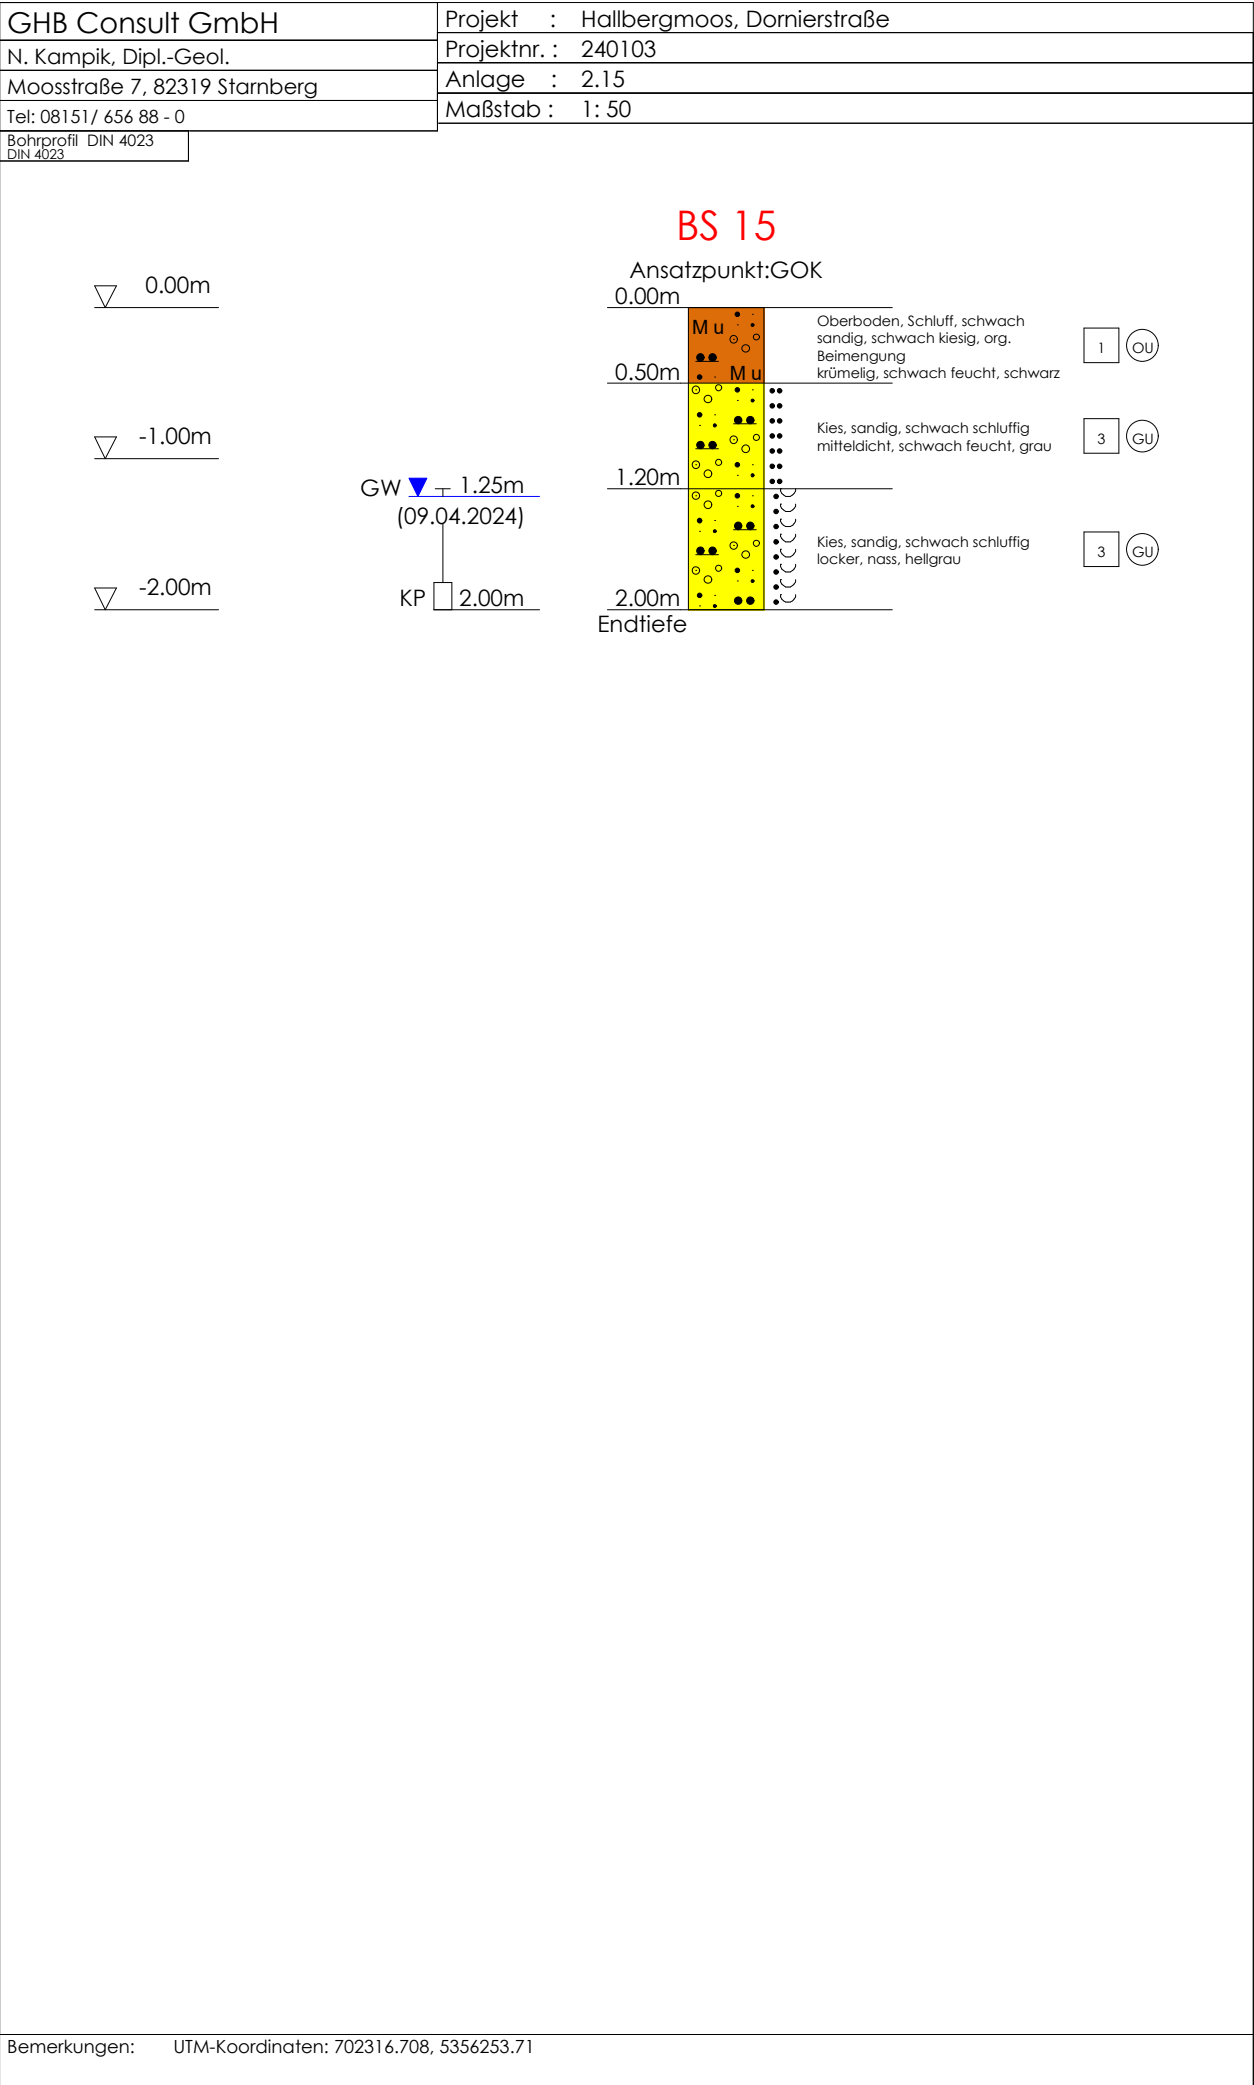 GHB Consult GmbH
N. Kampik, Dipl.-Geol.
Moosstraße 7, 82319 Starnberg
Tel: 08151/ 656 88 - 0
Projekt : Hallbergmoos, Dornierstraße
Projektnr. : 240103
Anlage : 2.15
Maßstab : 1: 50
Bohrprofil DIN 4023
DIN 4023
BS 15
Ansatzpunkt:GOK
0.00m
0.00m
Mu
Oberboden, Schluff, schwach
sandig, schwach kiesig, org.
Beimengung
krümelig, schwach feucht, schwarz
1 OU
0.50m
Mu
-1.00m
Kies, sandig, schwach schluffig
mitteldicht, schwach feucht, grau
3 GU
1.20m
GW 1.25m
(09.04.2024)
Kies, sandig, schwach schluffig
locker, nass, hellgrau
3 GU
-2.00m
KP 2.00m
2.00m
Endtiefe
Bemerkungen: UTM-Koordinaten: 702316.708, 5356253.71